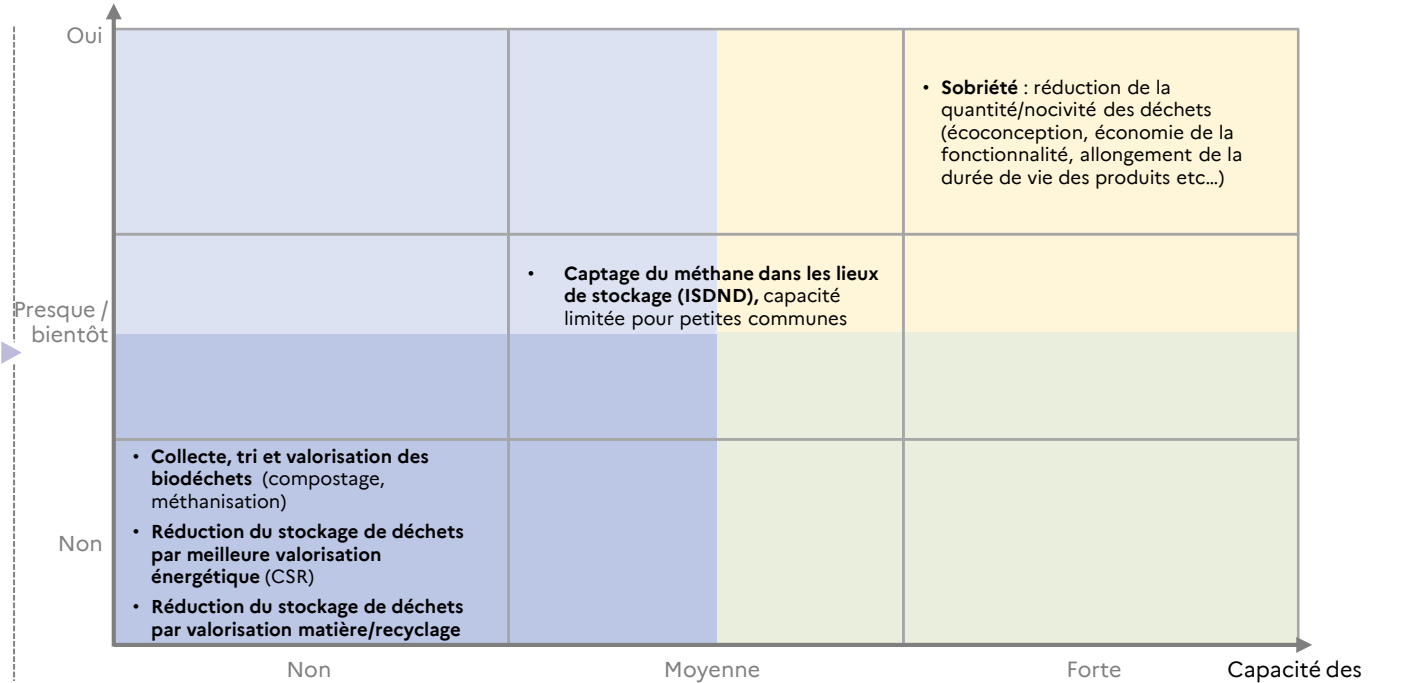 Oui
• Sobriété : réduction de la
quantité/nocivité des déchets
(écoconception, économie de la
fonctionnalité, allongement de la
durée de vie des produits etc…)
Presque /
bientôt
• Captage du méthane dans les lieux
de stockage (ISDND), capacité
limitée pour petites communes
Non
• Collecte, tri et valorisation des
biodéchets (compostage,
méthanisation)
• Réduction du stockage de déchets
par meilleure valorisation
énergétique (CSR)
• Réduction du stockage de déchets
par valorisation matière/recyclage
Non
Moyenne
Forte
Capacité des